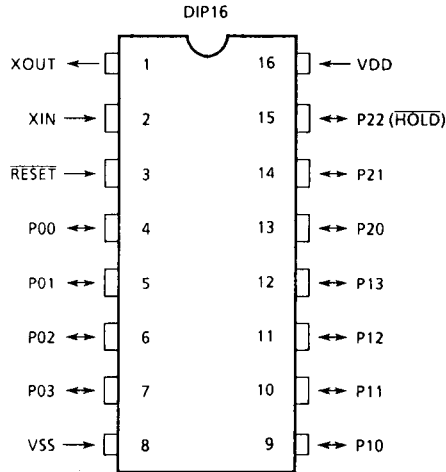 DIP16
XOUT 1 16 VDD
XIN 2 15 P22 (HOLD)
RESET 3 14 P21
P00 4 13 P20
P01 5 12 P13
P02 6 11 P12
P03 7 10 P11
VSS 8 9 P10